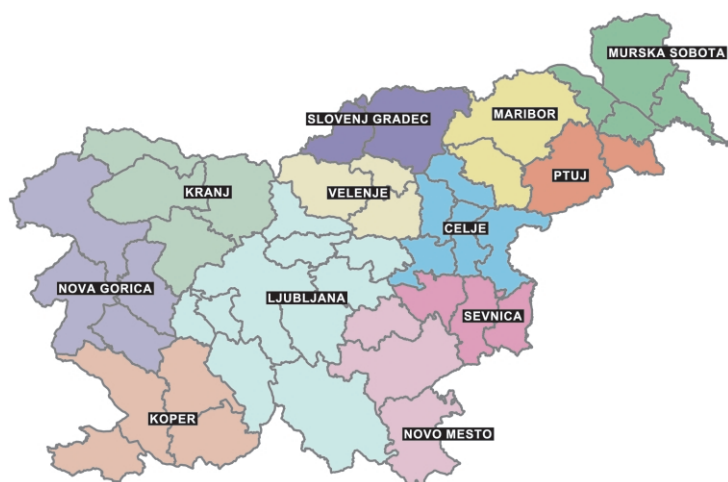 MURSKA SOBOTA
MARIBOR
SLOVENJ GRADEC
PTUJ
KRANJ
VELENJE
CELJE
NOVA GORICA
LJUBLJANA
SEVNICA
KOPER
NOVO MESTO